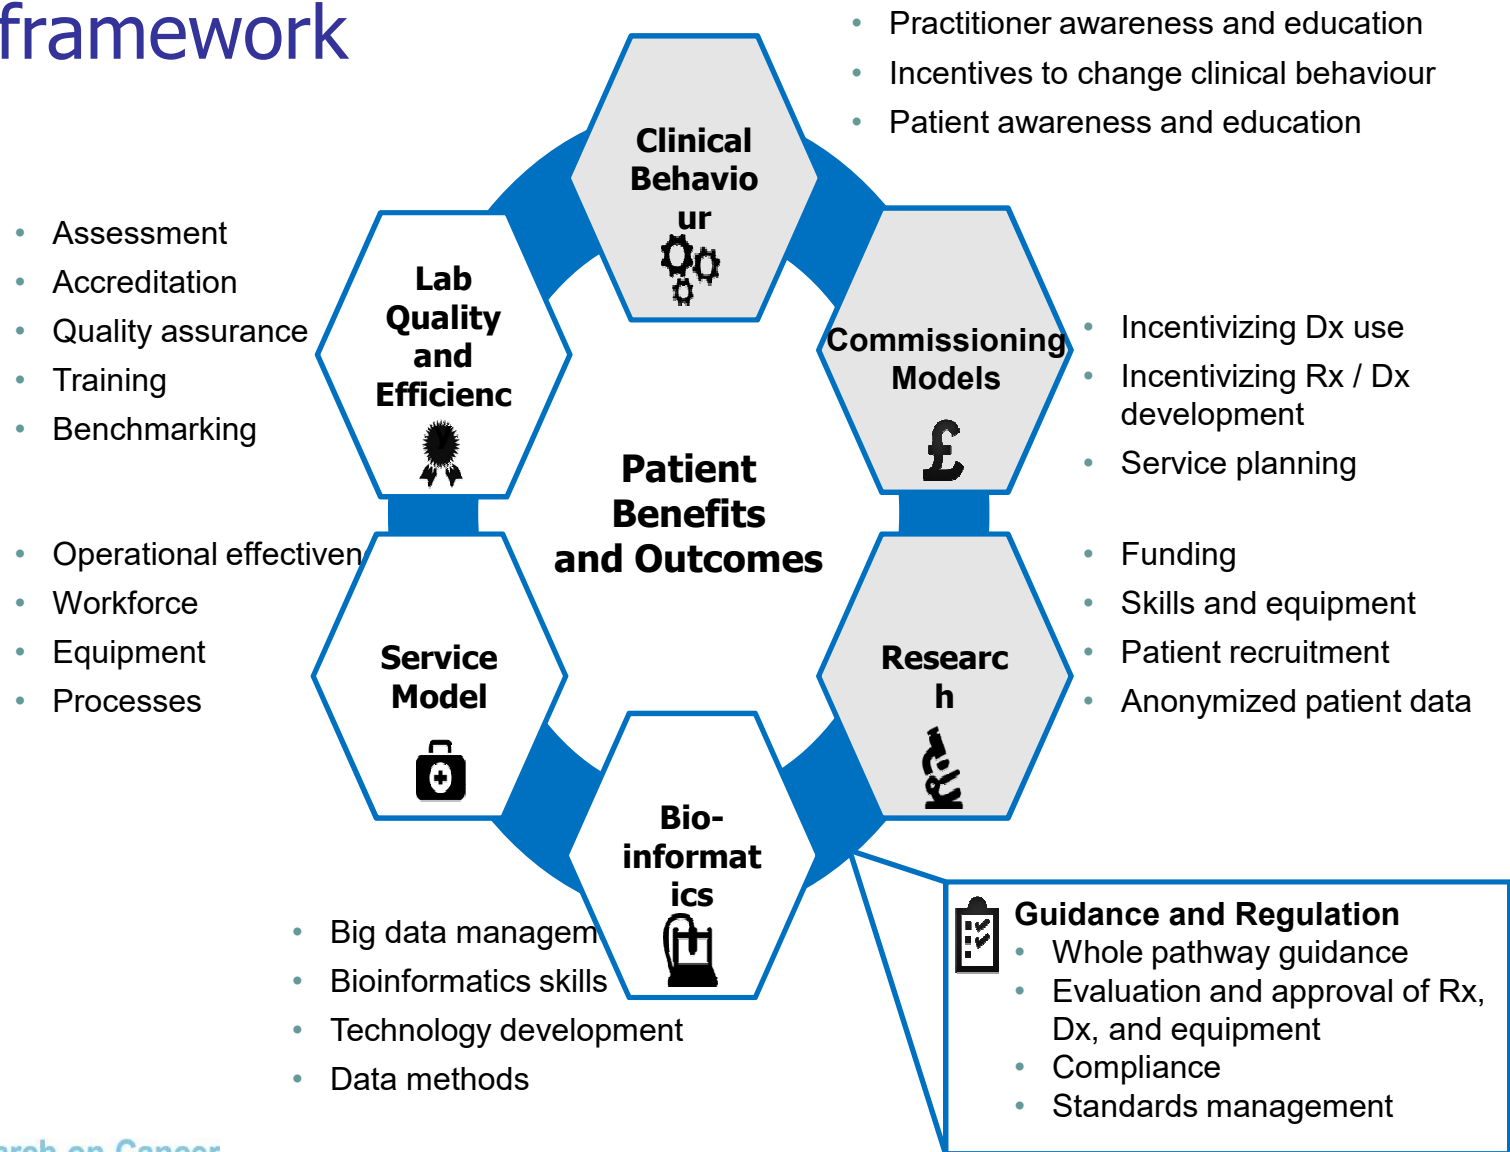 framework
• Practitioner awareness and education
• Incentives to change clinical behaviour
• Patient awareness and education
Clinical
Behavio
ur
• Assessment
• Accreditation
• Quality assurance
• Training
• Benchmarking
Lab
Quality
and
Efficienc
y
Commissioning
Models
£
• Incentivizing Dx use
• Incentivizing Rx / Dx
development
• Service planning
Patient
Benefits
and Outcomes
• Operational effectiven
• Workforce
• Equipment
• Processes
Service
Model
Researc
h
• Funding
• Skills and equipment
• Patient recruitment
• Anonymized patient data
Bio-
informat
ics
• Big data managem
• Bioinformatics skills
• Technology development
• Data methods
Guidance and Regulation
• Whole pathway guidance
• Evaluation and approval of Rx,
Dx, and equipment
• Compliance
• Standards management